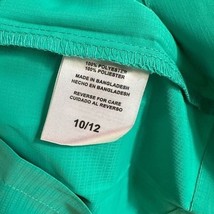 100% POLYESTER
100% POLIESTER
MADE IN BANGLADESH
HECHO EN BANGLADESH
REVERSE FOR CARE
CUIDADO AL REVERSO
10/12